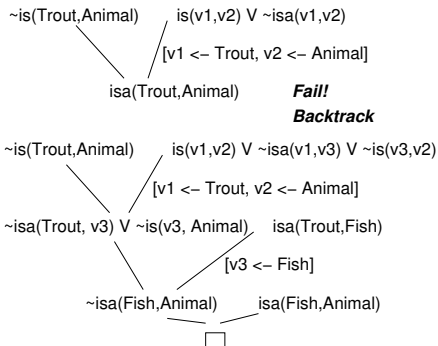 ~is(Trout,Animal) is(v1,v2) V ~isa(v1,v2)
[v1 <− Trout, v2 <− Animal]
isa(Trout,Animal) Fail!
Backtrack
~is(Trout,Animal) is(v1,v2) V ~isa(v1,v3) V ~is(v3,v2)
[v1 <− Trout, v2 <− Animal]
~isa(Trout, v3) V ~is(v3, Animal) isa(Trout,Fish)
[v3 <− Fish]
~isa(Fish,Animal) isa(Fish,Animal)